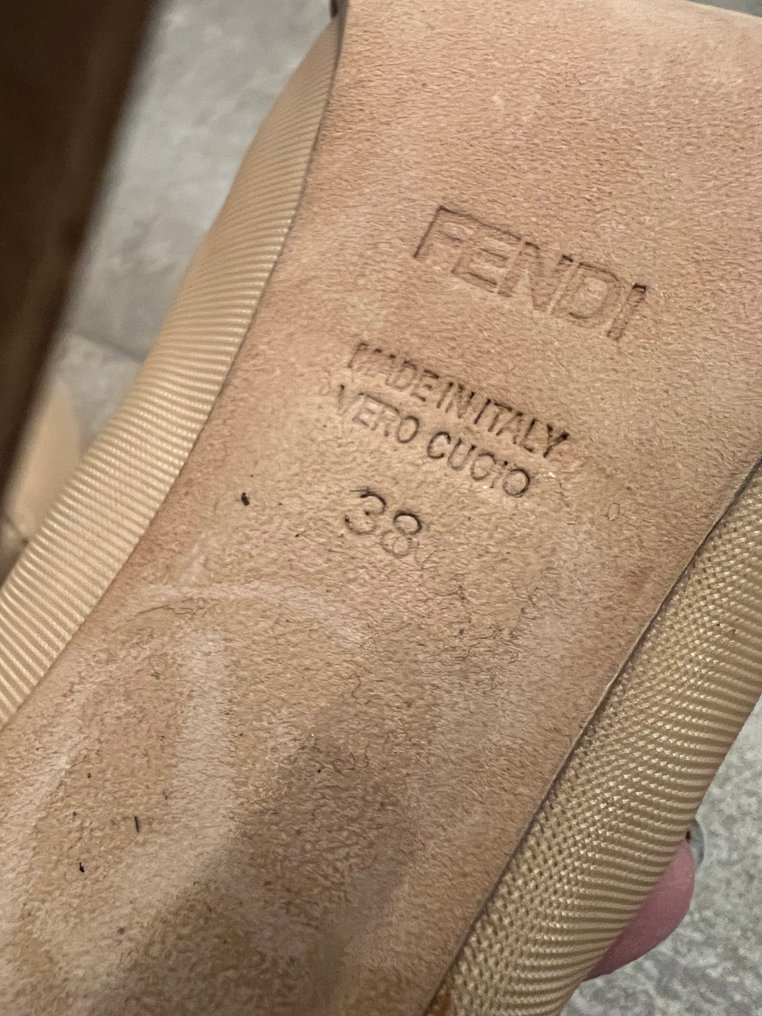 FENDI
MADE IN ITALY
VERO CUOIO
38